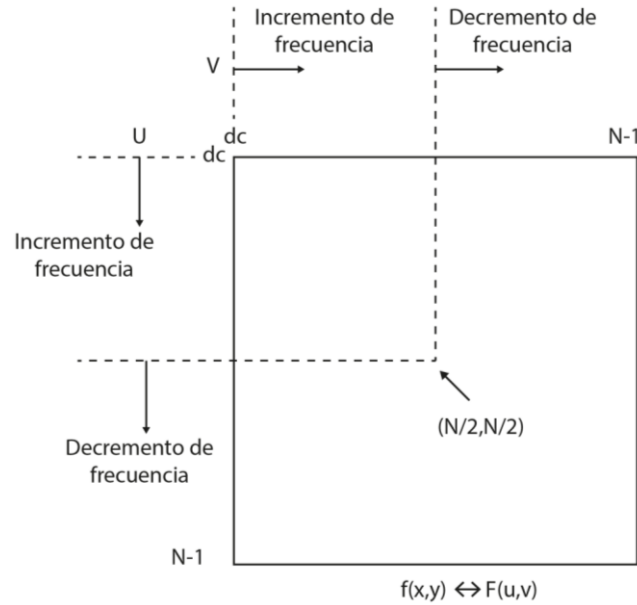 Incremento de
frecuencia
Decremento de
frecuencia
V
U
dc
N-1
dc
Incremento de
frecuencia
(N/2,N/2)
Decremento de
frecuencia
N-1
f(x,y) ↔ F(u,v)